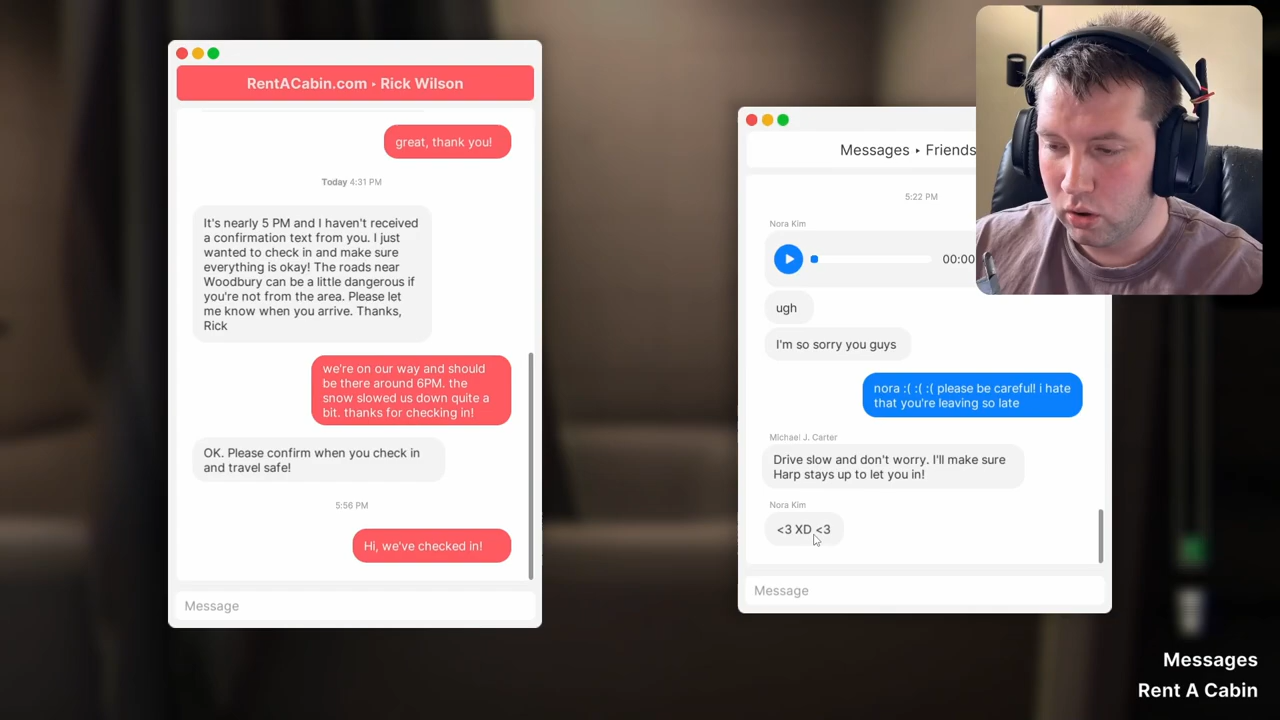 RentACabin.com ‣ Rick Wilson
great, thank you!
Today 4:31 PM
It's nearly 5 PM and I haven't received
a confirmation text from you. I just
wanted to check in and make sure
everything is okay! The roads near
Woodbury can be a little dangerous if
you're not from the area. Please let
me know when you arrive. Thanks,
Rick
we're on our way and should
be there around 6PM. the
snow slowed us down quite a
bit. thanks for checking in!
OK. Please confirm when you check in
and travel safe!
5:56 PM
Hi, we've checked in!
Message
Messages ‣ Friends
5:22 PM
Nora Kim
00:00
ugh
I'm so sorry you guys
nora :( :( :( please be careful! i hate
that you're leaving so late
Michael J. Carter
Drive slow and don't worry. I'll make sure
Harp stays up to let you in!
Nora Kim
<3 XD <3
Message
Messages
Rent A Cabin